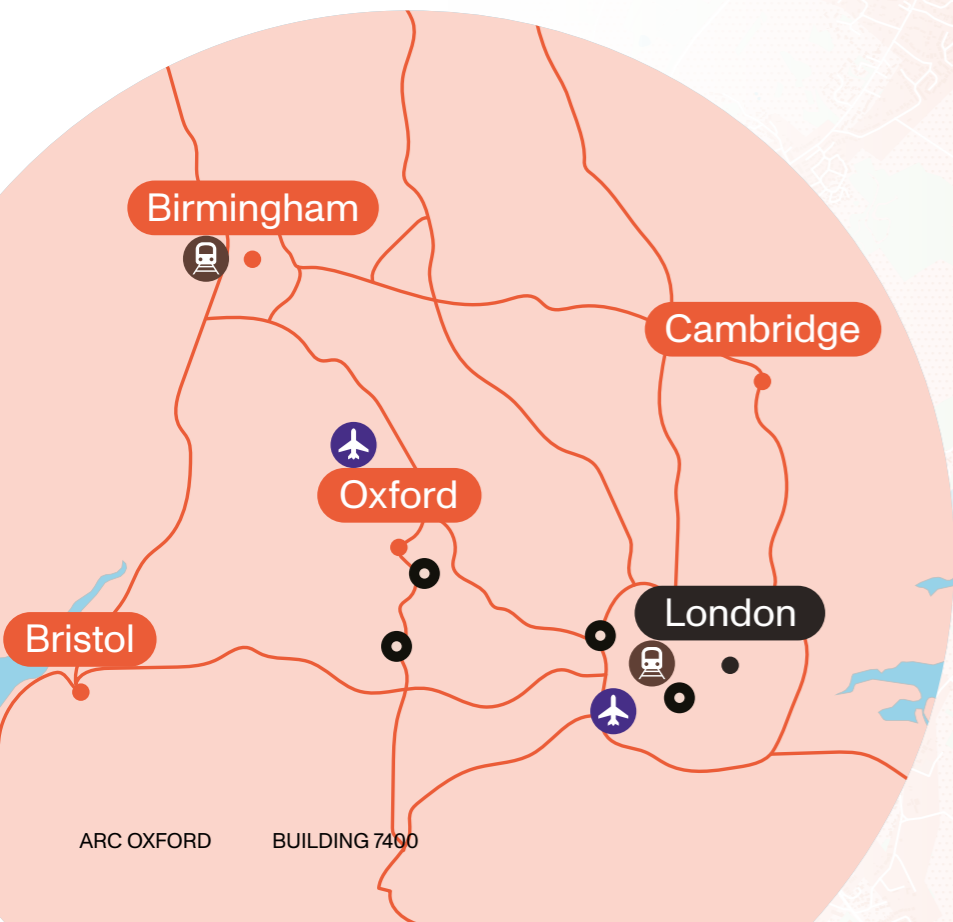 Birmingham
Cambridge
Oxford
London
Bristol
ARC OXFORD BUILDING 7400